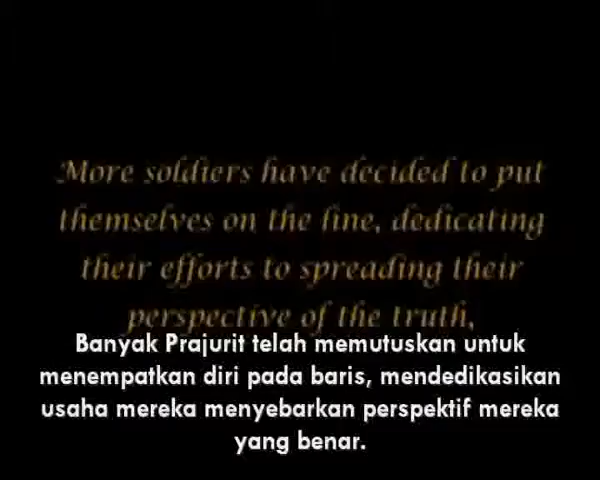 More soldiers have decided to put
themselves on the line, dedicating
their efforts to spreading their
perspective of the truth,
Banyak Prajurit telah memutuskan untuk
menempatkan diri pada baris, mendedikasikan
usaha mereka menyebarkan perspektif mereka
yang benar.